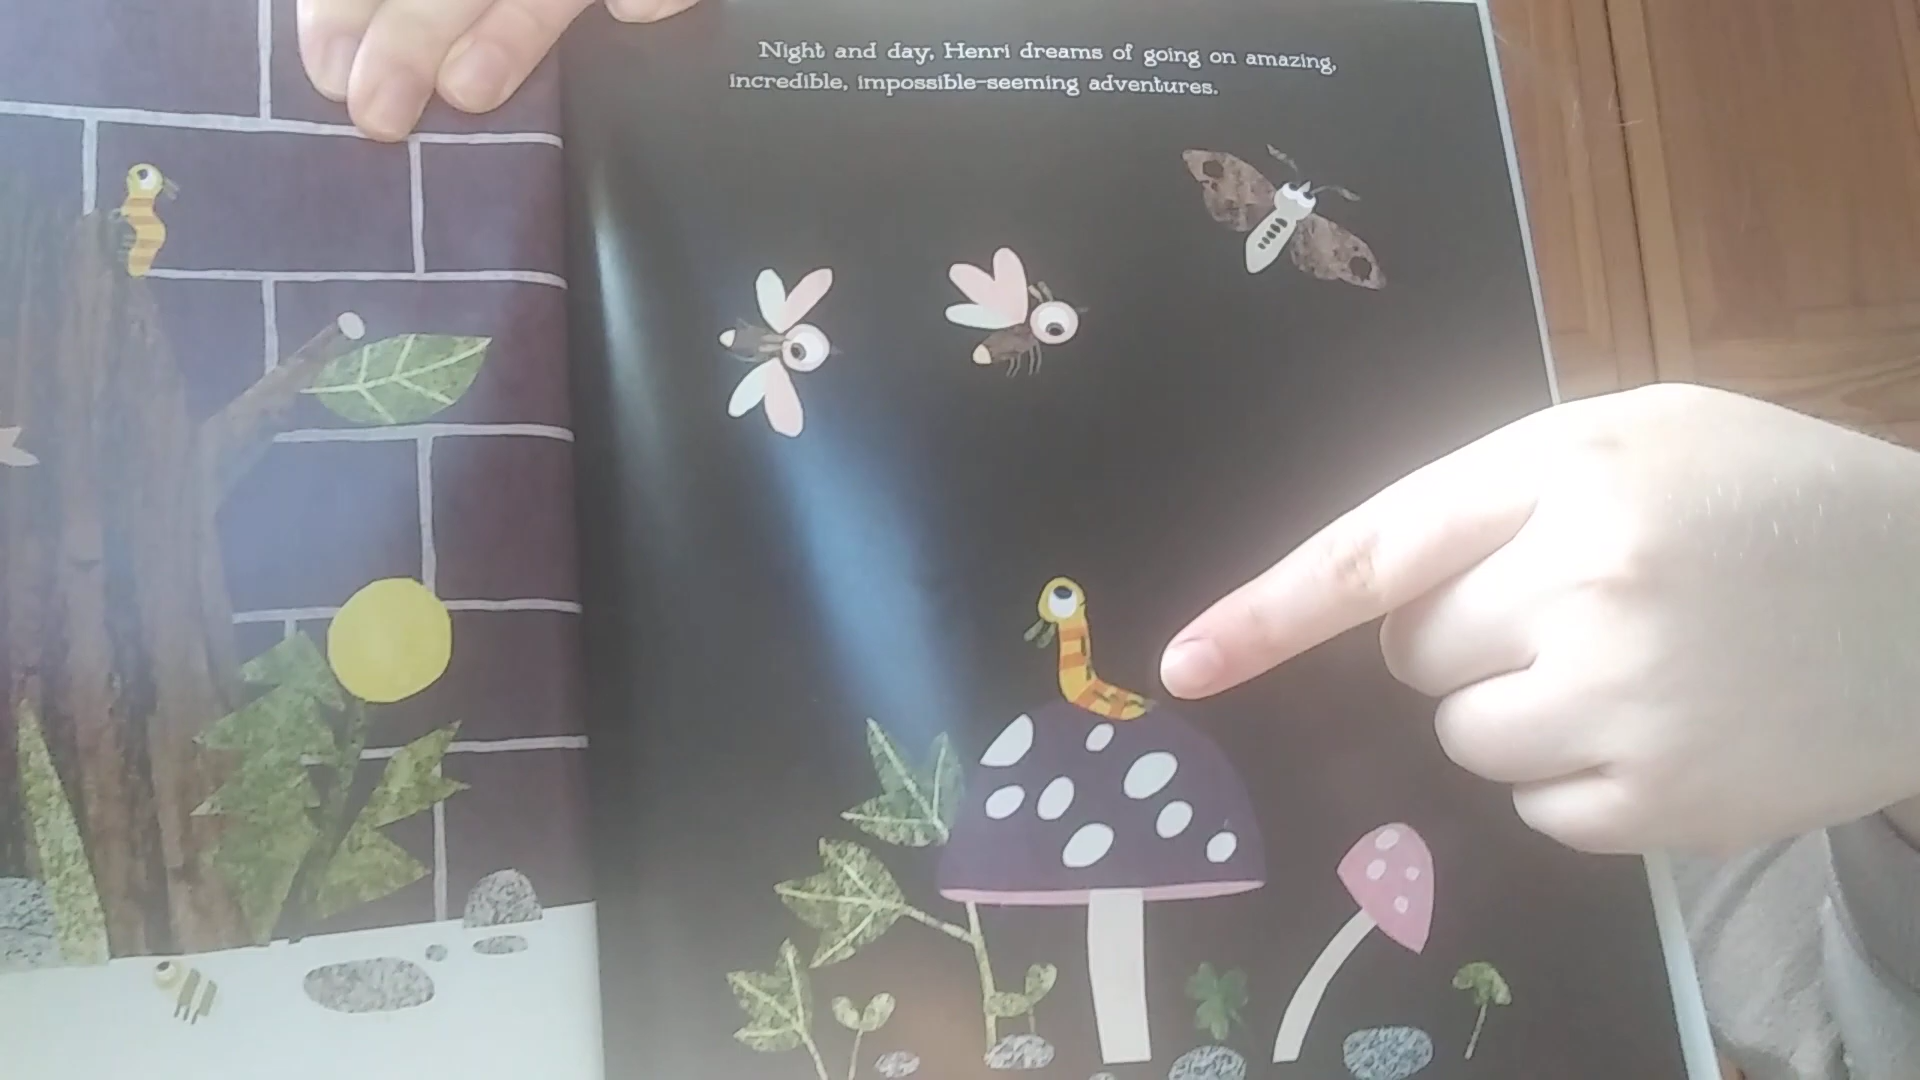 Night and day, Henri dreams of going on amazing,
incredible, impossible-seeming adventures.